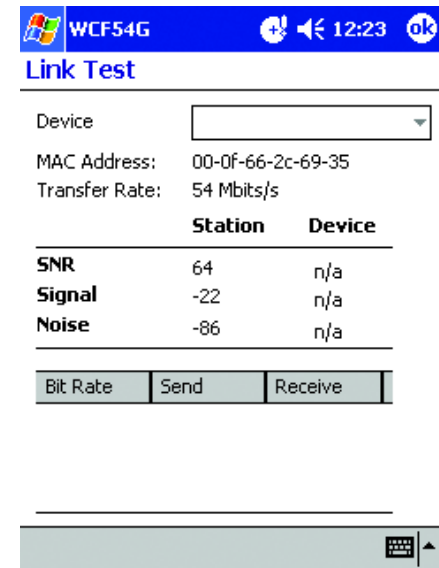 WCF54G 12:23 ok
Link Test
Device
MAC Address: 00-0f-66-2c-69-35
Transfer Rate: 54 Mbits/s
Station Device
SNR 64 n/a
Signal -22 n/a
Noise -86 n/a
Bit Rate Send Receive